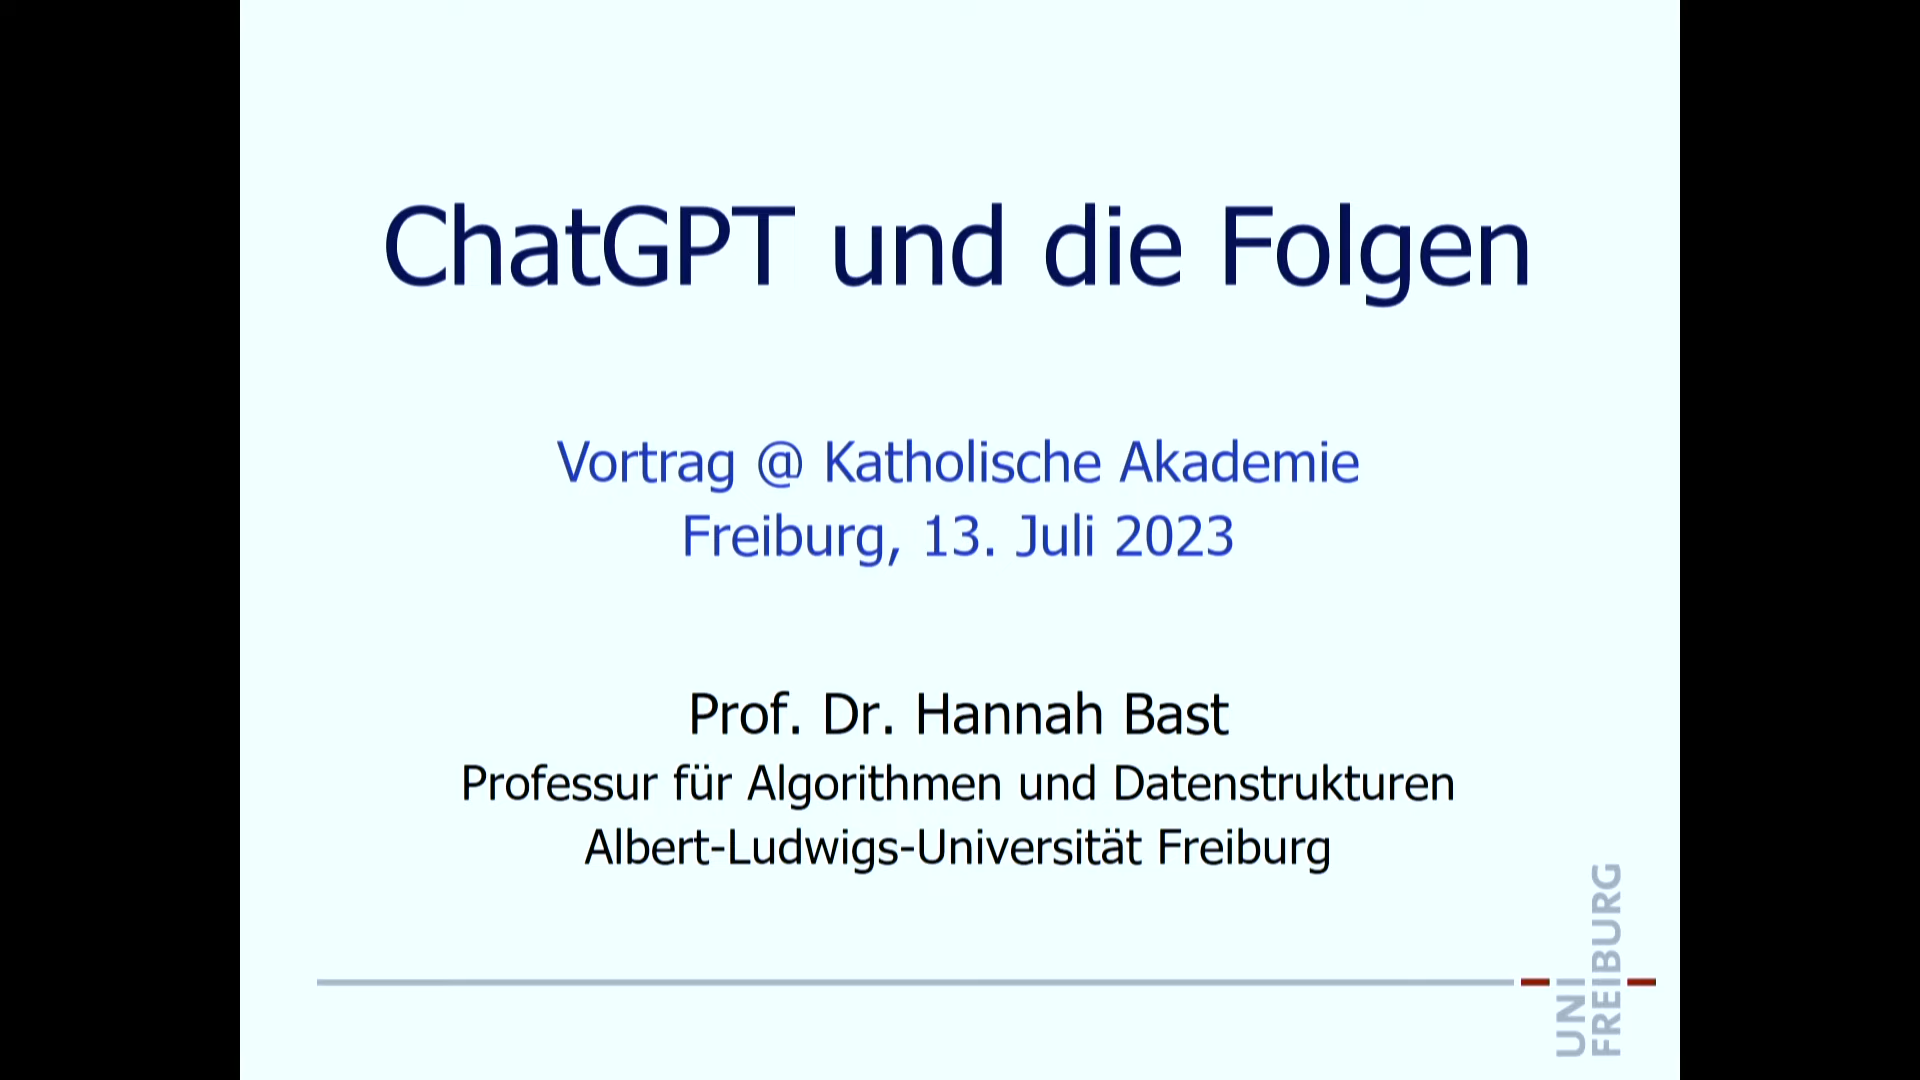 ChatGPT und die Folgen
Vortrag @ Katholische Akademie
Freiburg, 13. Juli 2023
Prof. Dr. Hannah Bast
Professur für Algorithmen und Datenstrukturen
Albert-Ludwigs-Universität Freiburg
UNI
FREIBURG